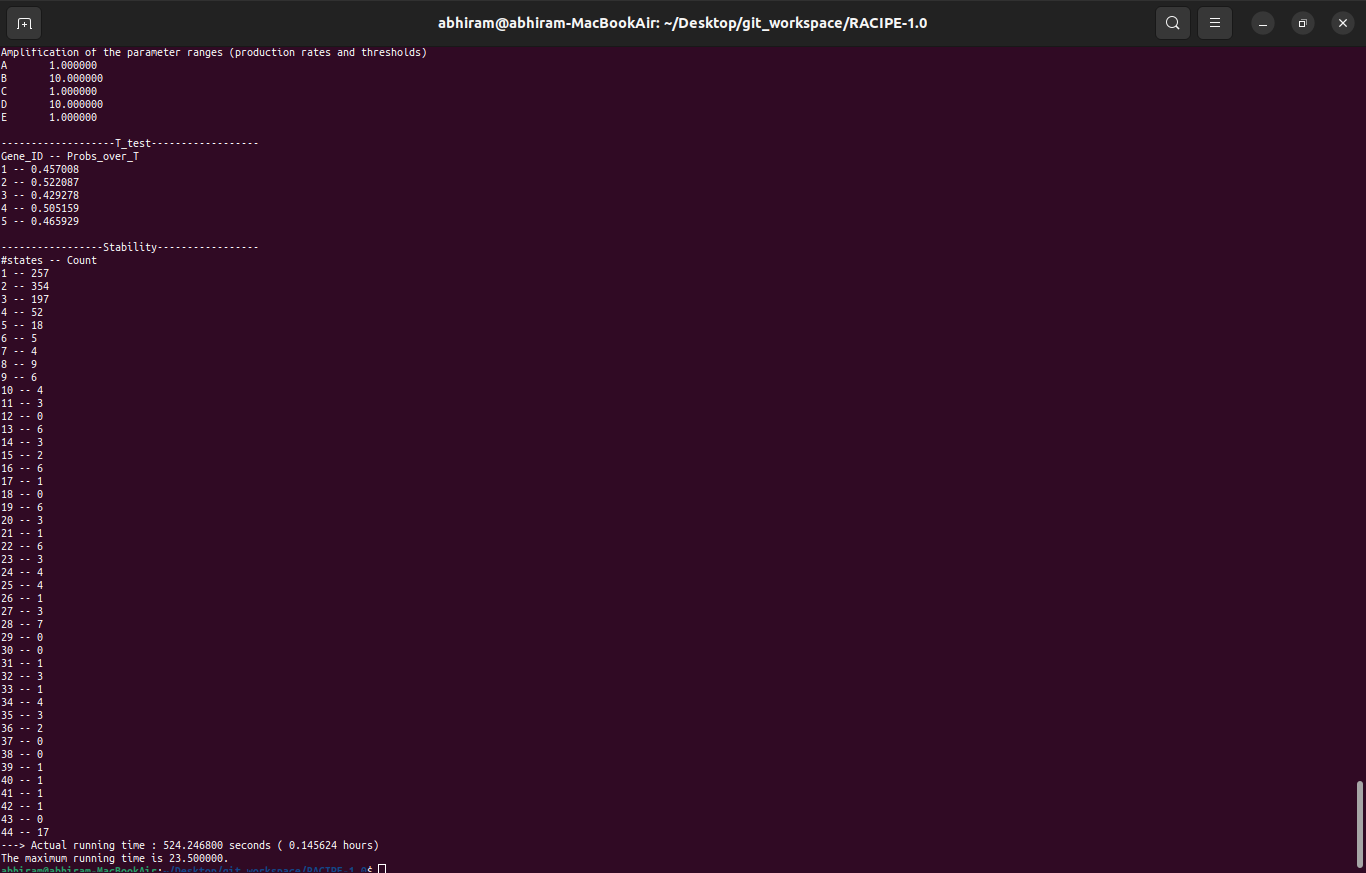 abhiram@abhiram-MacBookAir: ~/Desktop/git_workspace/RACIPE-1.0
Amplification of the parameter ranges (production rates and thresholds)
A 1.000000
B 10.000000
C 1.000000
D 10.000000
E 1.000000
-------------------T_test------------------
Gene_ID -- Probs_over_T
1 -- 0.457008
2 -- 0.522087
3 -- 0.429278
4 -- 0.505159
5 -- 0.465929
-----------------Stability-----------------
#states -- Count
1 -- 257
2 -- 354
3 -- 197
4 -- 52
5 -- 18
6 -- 5
7 -- 4
8 -- 9
9 -- 6
10 -- 4
11 -- 3
12 -- 0
13 -- 6
14 -- 3
15 -- 2
16 -- 6
17 -- 1
18 -- 0
19 -- 6
20 -- 3
21 -- 1
22 -- 6
23 -- 3
24 -- 4
25 -- 4
26 -- 1
27 -- 3
28 -- 7
29 -- 0
30 -- 0
31 -- 1
32 -- 3
33 -- 1
34 -- 4
35 -- 3
36 -- 2
37 -- 0
38 -- 0
39 -- 1
40 -- 1
41 -- 1
42 -- 1
43 -- 0
44 -- 17
---> Actual running time : 524.246800 seconds ( 0.145624 hours)
The maximum running time is 23.500000.
abhiram@abhiram-MacBookAir:~/Desktop/git_workspace/RACIPE-1.0$